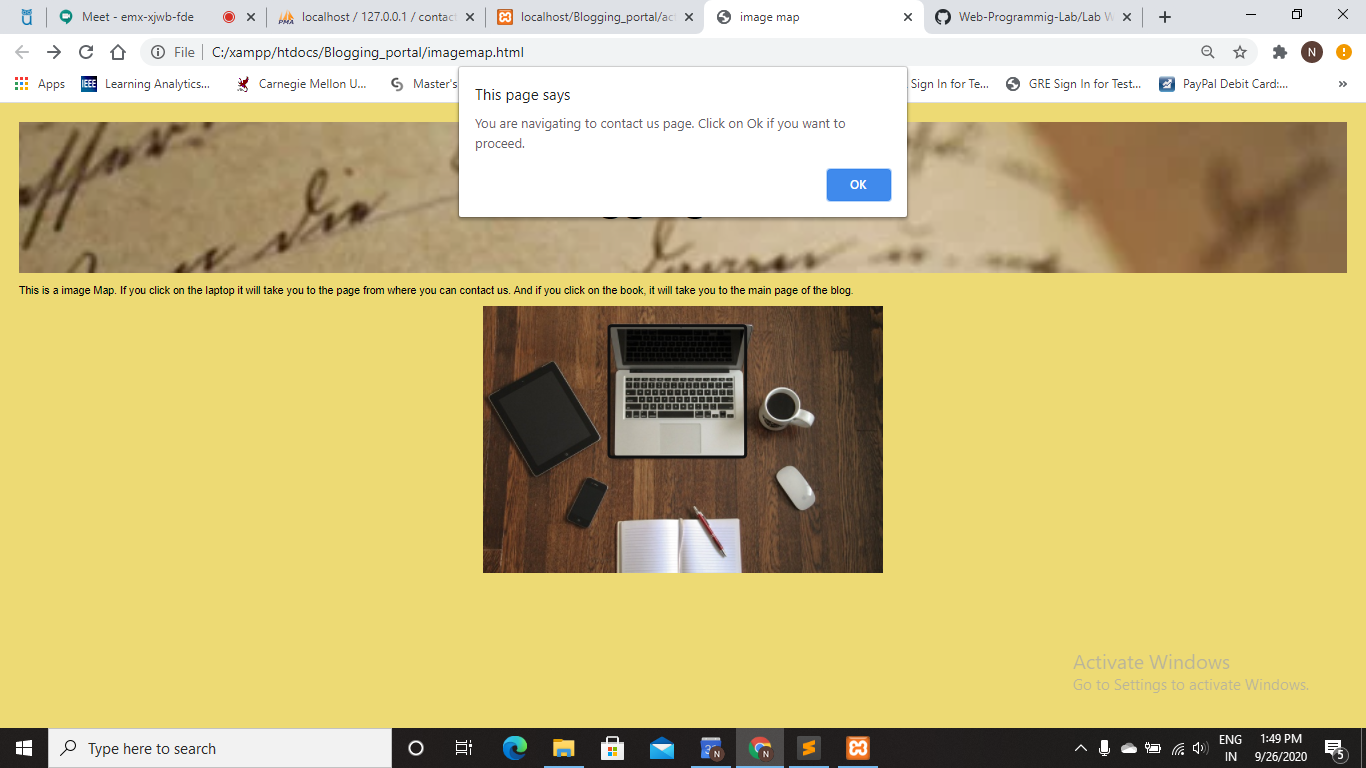 Meet - emx-xjwb-fde
localhost / 127.0.0.1 / contact
localhost/Blogging_portal/act
image map
Web-Programmig-Lab/Lab W
File
C:/xampp/htdocs/Blogging_portal/imagemap.html
N
Apps
IEEE
Learning Analytics...
Carnegie Mellon U...
Master's
Sign In for Te...
GRE Sign In for Test...
PayPal Debit Card:...
This page says
You are navigating to contact us page. Click on Ok if you want to
proceed.
OK
die
This is a image Map. If you click on the laptop it will take you to the page from where you can contact us. And if you click on the book, it will take you to the main page of the blog.
Activate Windows
Go to Settings to activate Windows.
Type here to search
ENG
IN
1:49 PM
9/26/2020
5